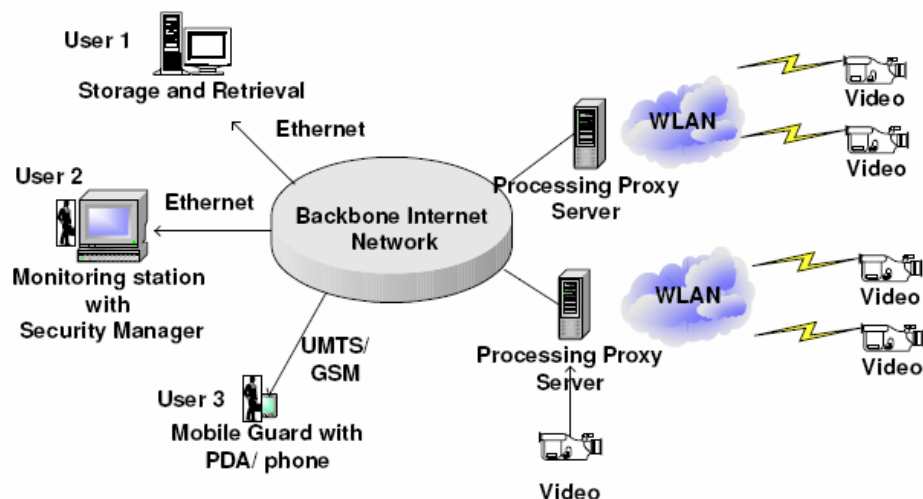 User 1
Storage and Retrieval
Ethernet
User 2
Ethernet
Monitoring station
with
Security Manager
Backbone Internet
Network
UMTS/
GSM
User 3
Mobile Guard with
PDA/ phone
Processing Proxy
Server
WLAN
Video
Video
Processing Proxy
Server
WLAN
Video
Video
Video